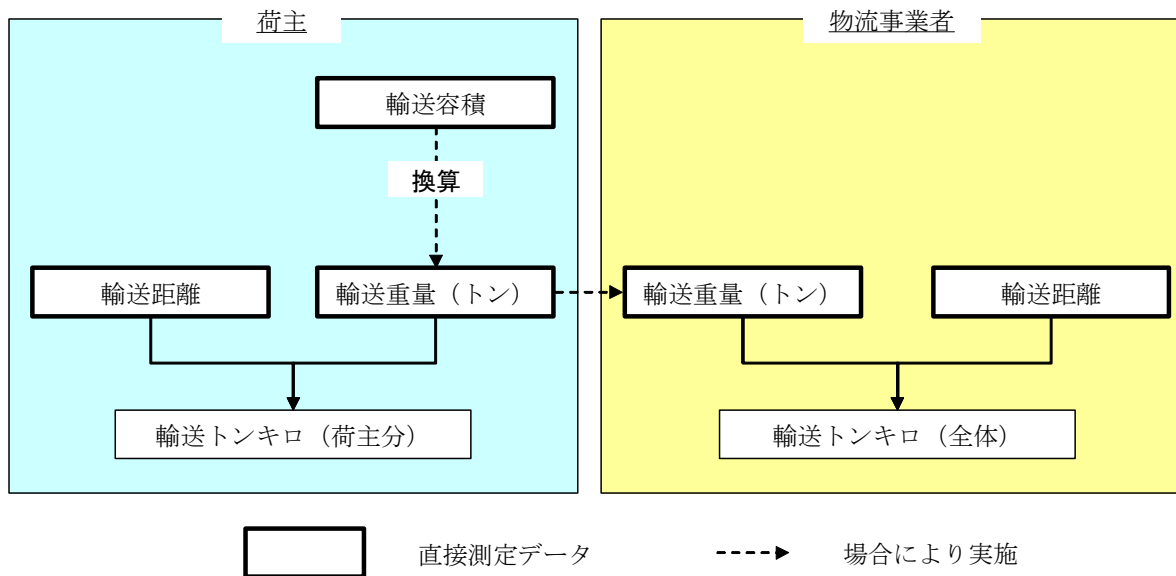 荷主
物流事業者
輸送容積
換算
輸送距離
輸送重量（トン）
輸送重量（トン）
輸送距離
輸送トンキロ（荷主分）
輸送トンキロ（全体）
直接測定データ
場合により実施